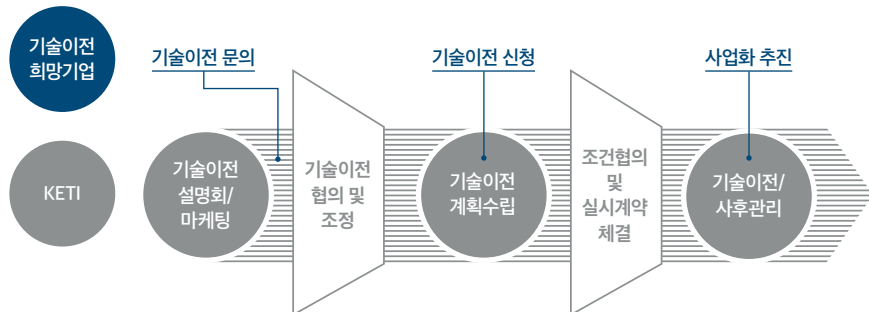 기술이전
희망기업
기술이전 문의
기술이전 신청
사업화 추진
KETI
기술이전
설명회/
마케팅
기술이전
협의 및
조정
기술이전
계획수립
조건협의
및
실시계약
체결
기술이전/
사후관리